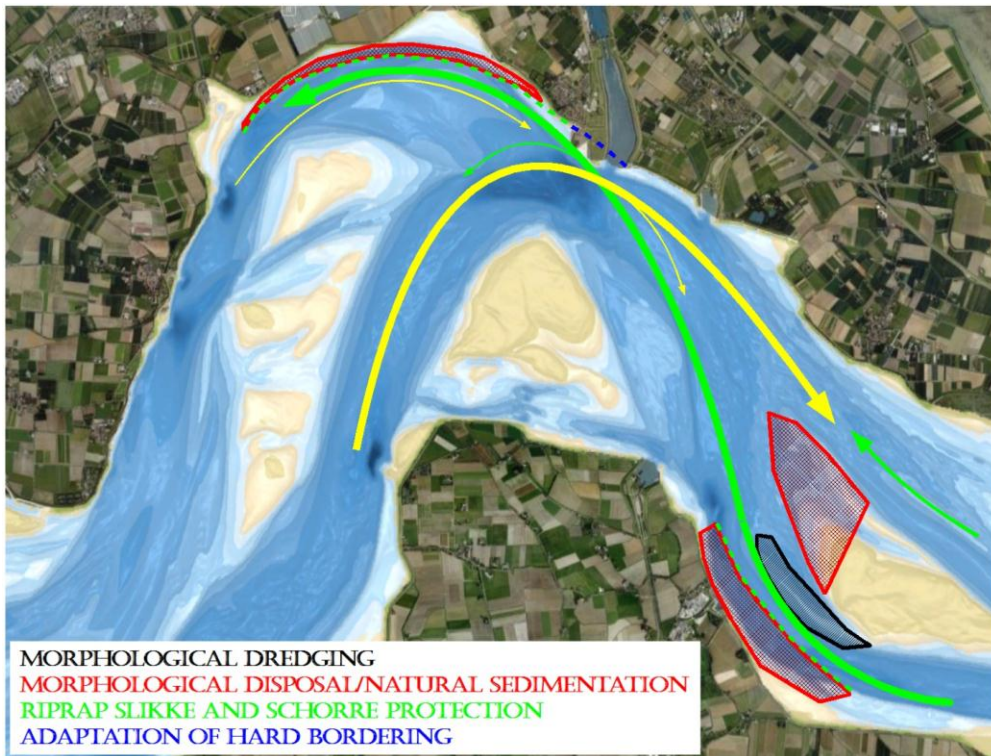 MORPHOLOGICAL DREDGING
MORPHOLOGICAL DISPOSAL/NATURAL SEDIMENTATION
RIPRAP SLIKKE AND SCHORRE PROTECTION
ADAPTATION OF HARD BORDERING